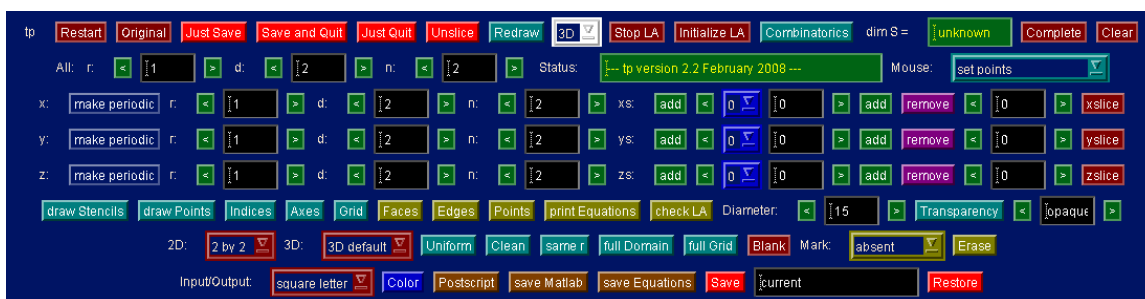 tp Restart Original Just Save Save and Quit Just Quit Unslice Redraw 3D Stop LA Initialize LA Combinatorics dim S = unknown Complete Clear
All: r: < 1 > d: < 2 > n: < 2 > Status: --- tp version 2.2 February 2008 --- Mouse: set points
x: make periodic r: < 1 > d: < 2 > n: < 2 > xs: add < 0 0 > add remove < 0 > xslice
y: make periodic r: < 1 > d: < 2 > n: < 2 > ys: add < 0 0 > add remove < 0 > yslice
z: make periodic r: < 1 > d: < 2 > n: < 2 > zs: add < 0 0 > add remove < 0 > zslice
draw Stencils draw Points Indices Axes Grid Faces Edges Points print Equations check LA Diameter: < 15 > Transparency < opaque >
2D: 2 by 2 3D: 3D default Uniform Clean same r full Domain full Grid Blank Mark: absent Erase
Input/Output: square letter Color Postscript save Matlab save Equations Save current Restore